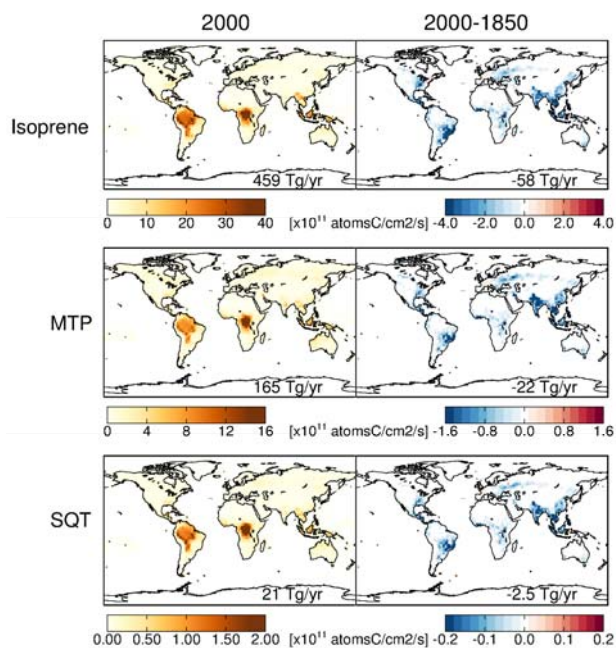 2000 2000-1850
Isoprene
459 Tg/yr -58 Tg/yr
0 10 20 30 40 [x10¹¹ atomsC/cm2/s] -4.0 -2.0 0.0 2.0 4.0
MTP
165 Tg/yr -22 Tg/yr
0 4 8 12 16 [x10¹¹ atomsC/cm2/s] -1.6 -0.8 0.0 0.8 1.6
SQT
21 Tg/yr -2.5 Tg/yr
0.00 0.50 1.00 1.50 2.00 [x10¹¹ atomsC/cm2/s] -0.2 -0.1 0.0 0.1 0.2